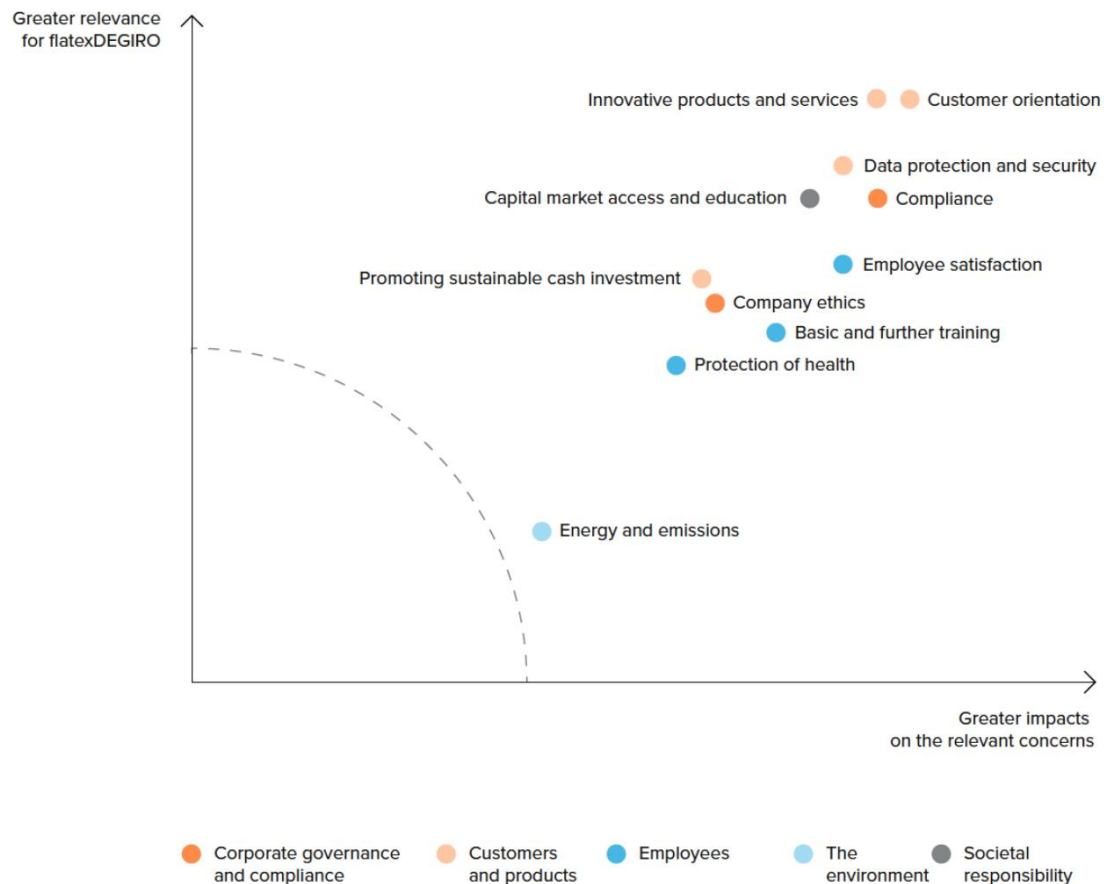 Greater relevance
for flatexDEGIRO
Innovative products and services
Customer orientation
Data protection and security
Capital market access and education
Compliance
Employee satisfaction
Promoting sustainable cash investment
Company ethics
Basic and further training
Protection of health
Energy and emissions
Greater impacts
on the relevant concerns
Corporate governance
and compliance
Customers
and products
Employees
The
environment
Societal
responsibility